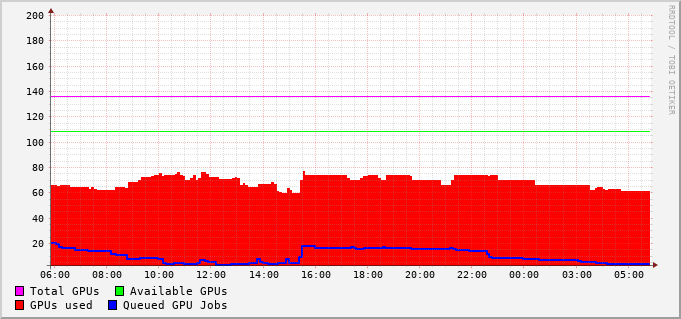 200
180
160
140
120
100
80
60
40
20
06:00 08:00 10:00 12:00 14:00 16:00 18:00 20:00 22:00 00:00 03:00 05:00
Total GPUs Available GPUs
GPUs used Queued GPU Jobs
RRDTOOL / TOBI OETIKER